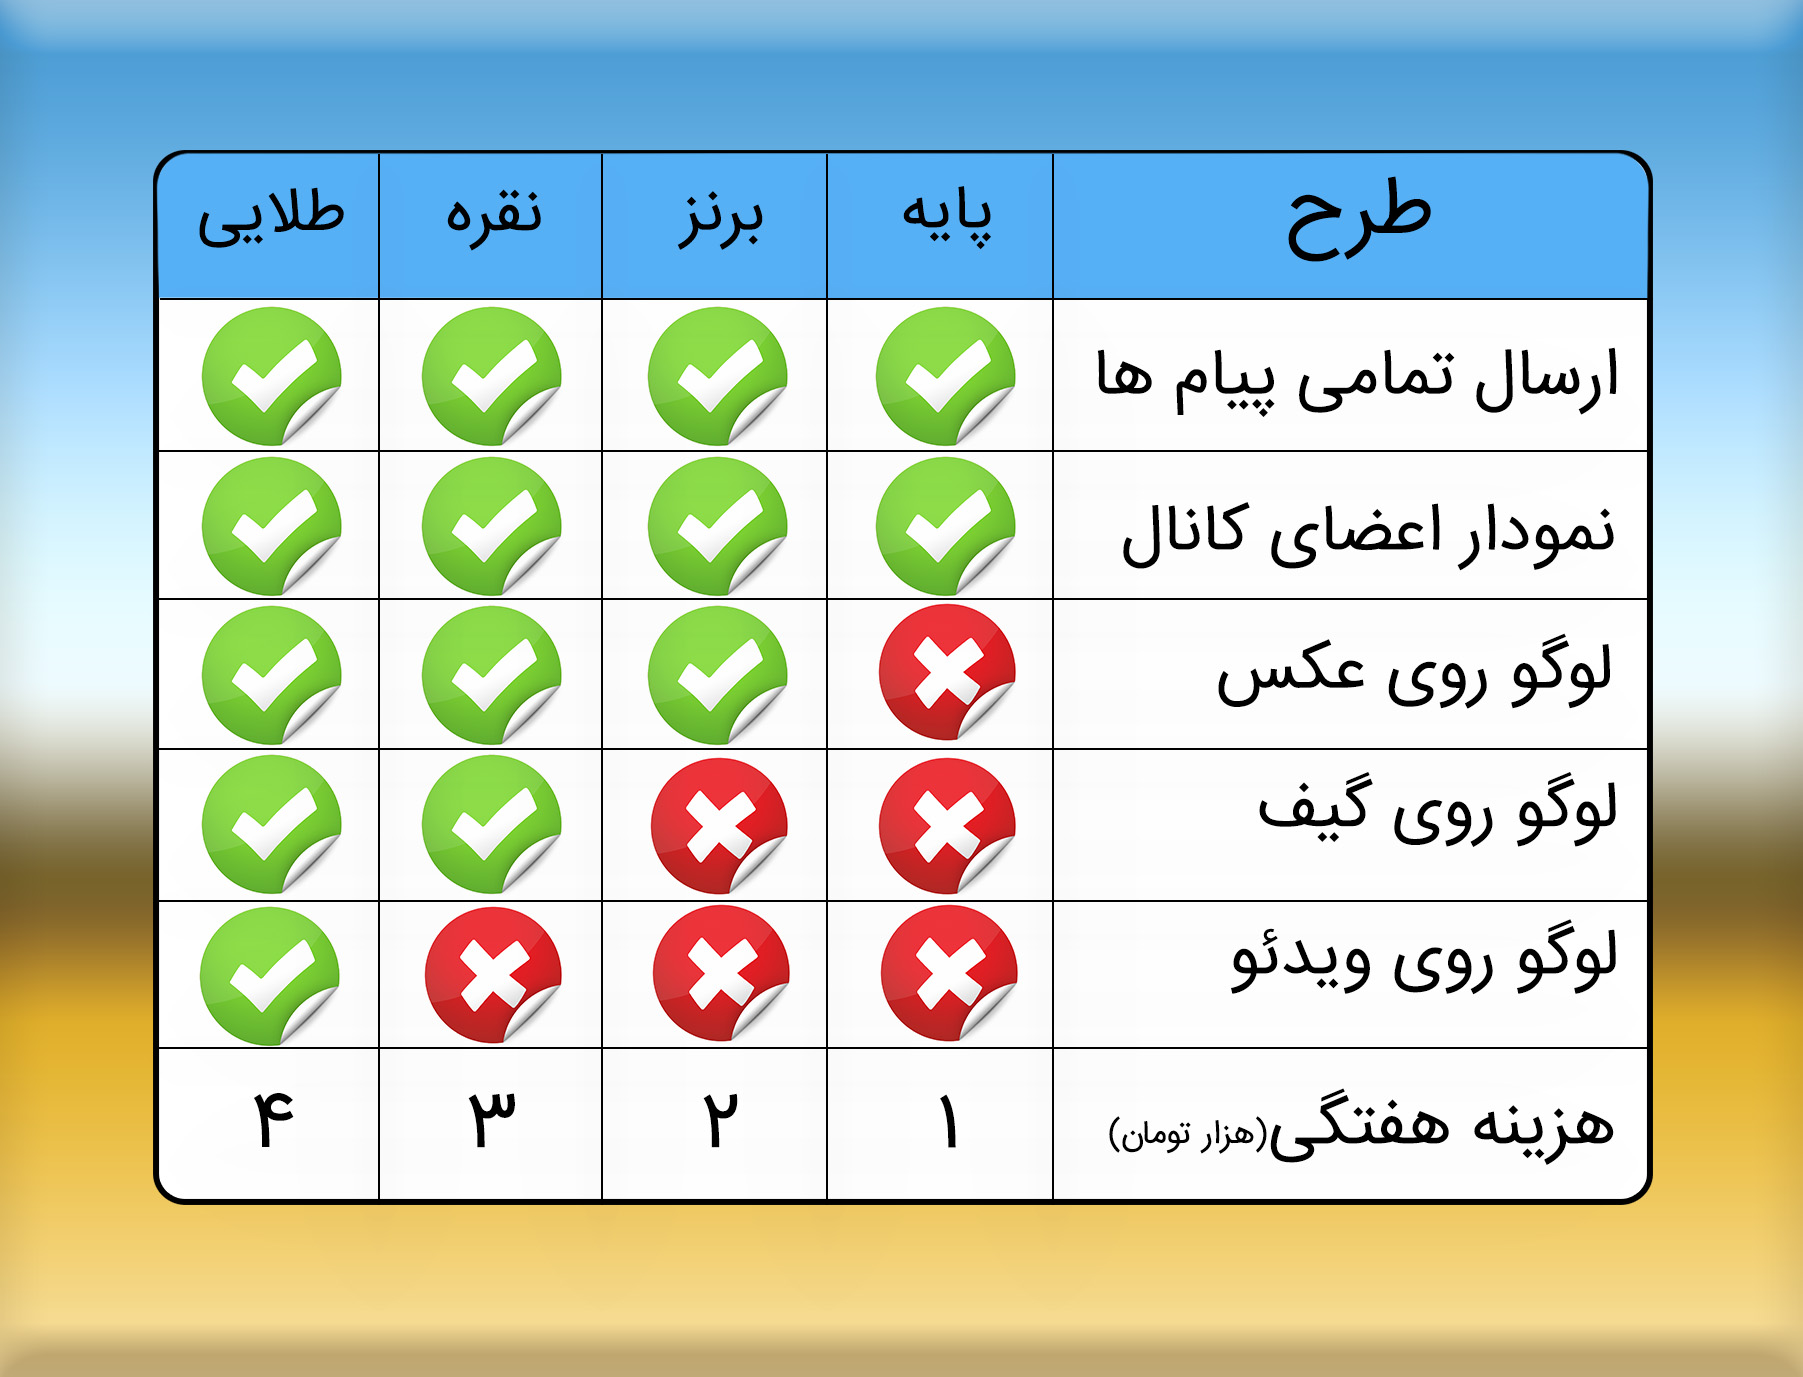 طرح پایه برنز نقره طلایی
ارسال تمامی پیام ها
نمودار اعضای کانال
لوگو روی عکس
لوگو روی گیف
لوگو روی ویدئو
هزینه هفتگی(هزار تومان) ۱ ۲ ۳ ۴